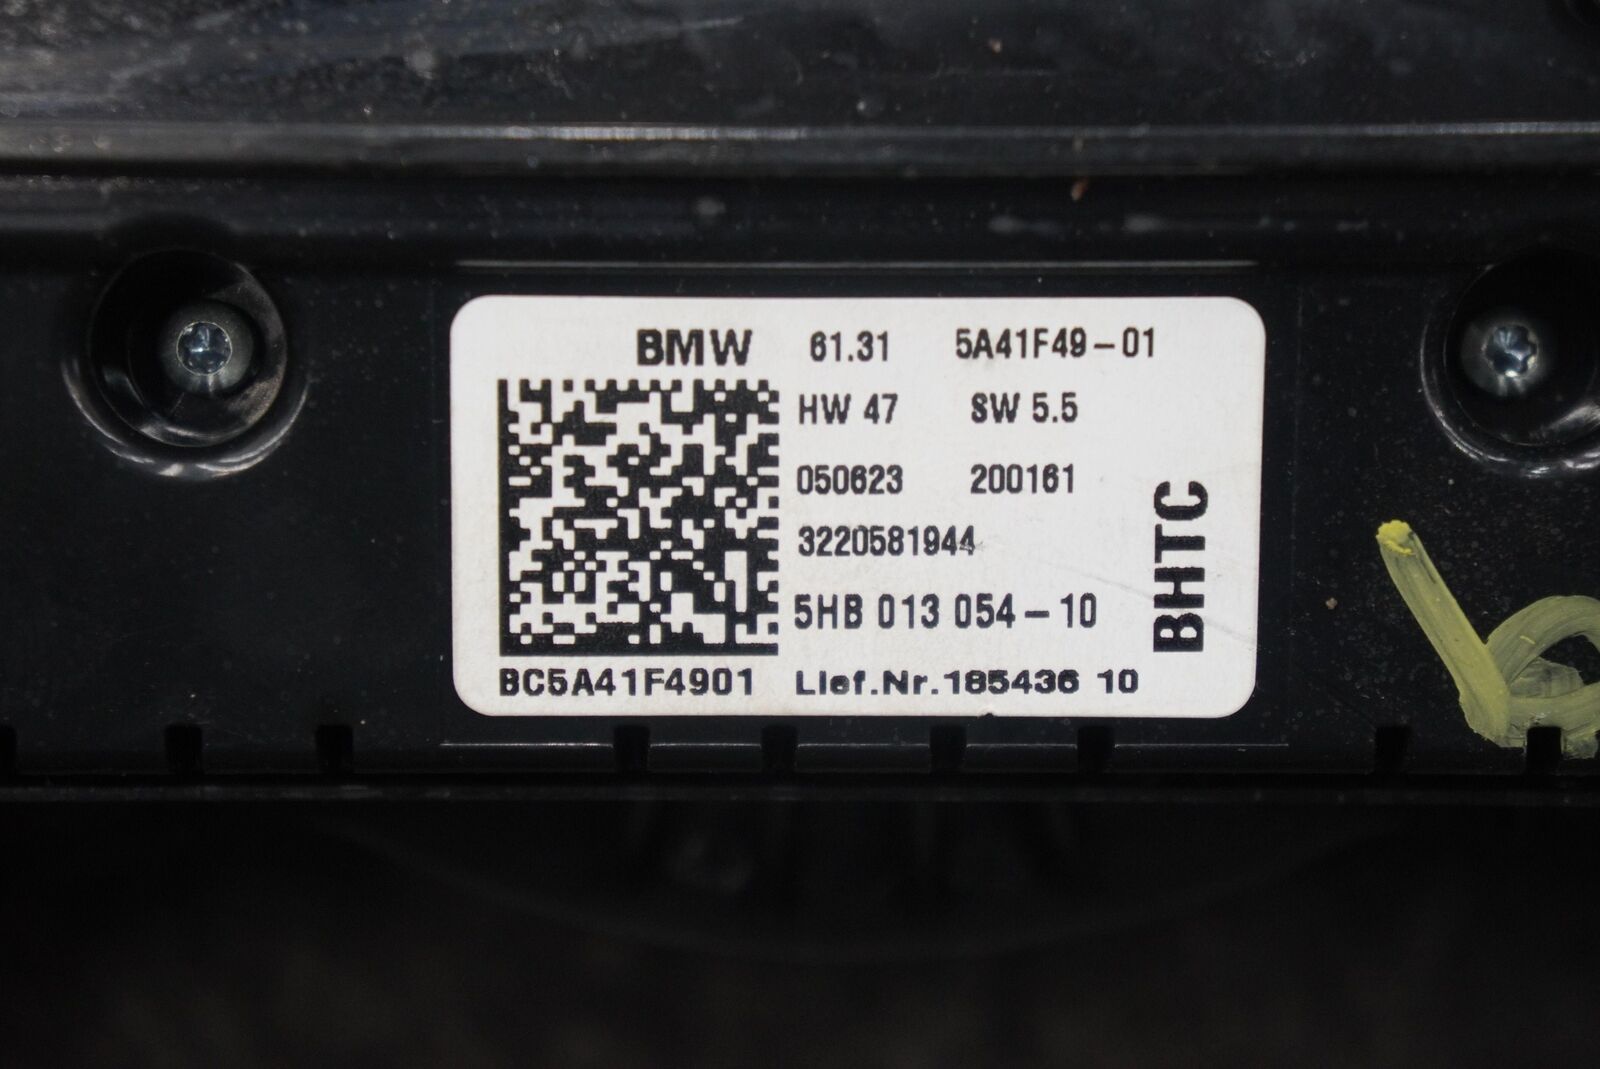 BMW 61.31 5A41F49-01
HW 47 SW 5.5
050623 200161
3220581944
5HB 013 054-10
BC5A41F4901 Lief.Nr.185436 10
BHTC